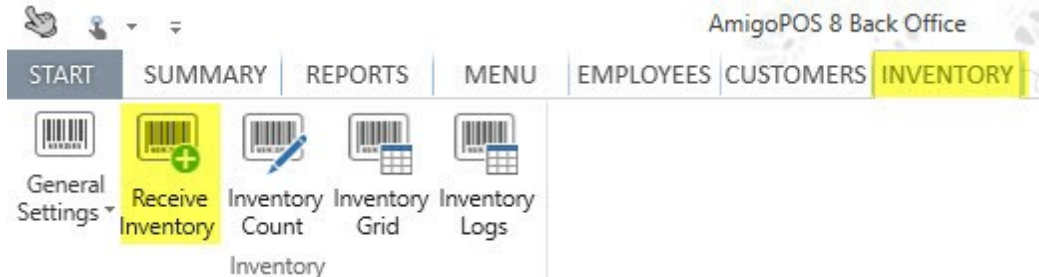 AmigoPOS 8 Back Office
START SUMMARY REPORTS MENU EMPLOYEES CUSTOMERS INVENTORY
General Settings
Receive Inventory
Inventory Count
Inventory Grid
Inventory Logs
Inventory